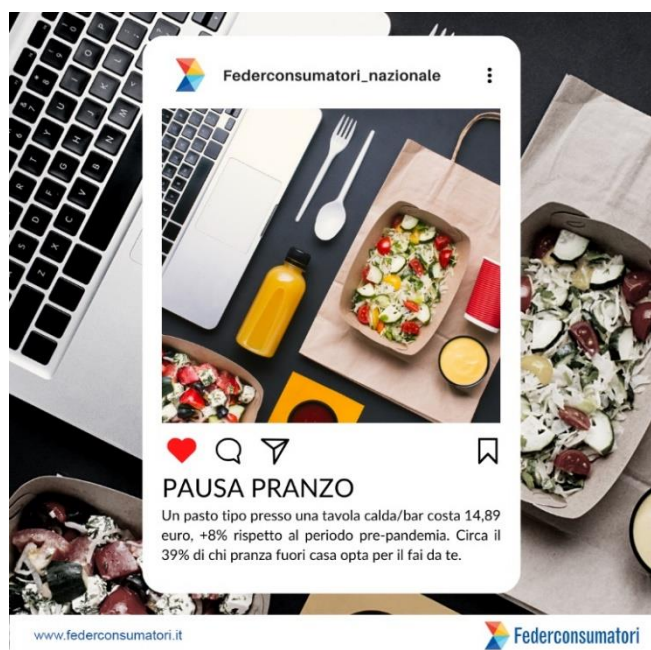 Federconsumatori_nazionale
PAUSA PRANZO
Un pasto tipo presso una tavola calda/bar costa 14,89
euro, +8% rispetto al periodo pre-pandemia. Circa il
39% di chi pranza fuori casa opta per il fai da te.
www.federconsumatori.it
Federconsumatori